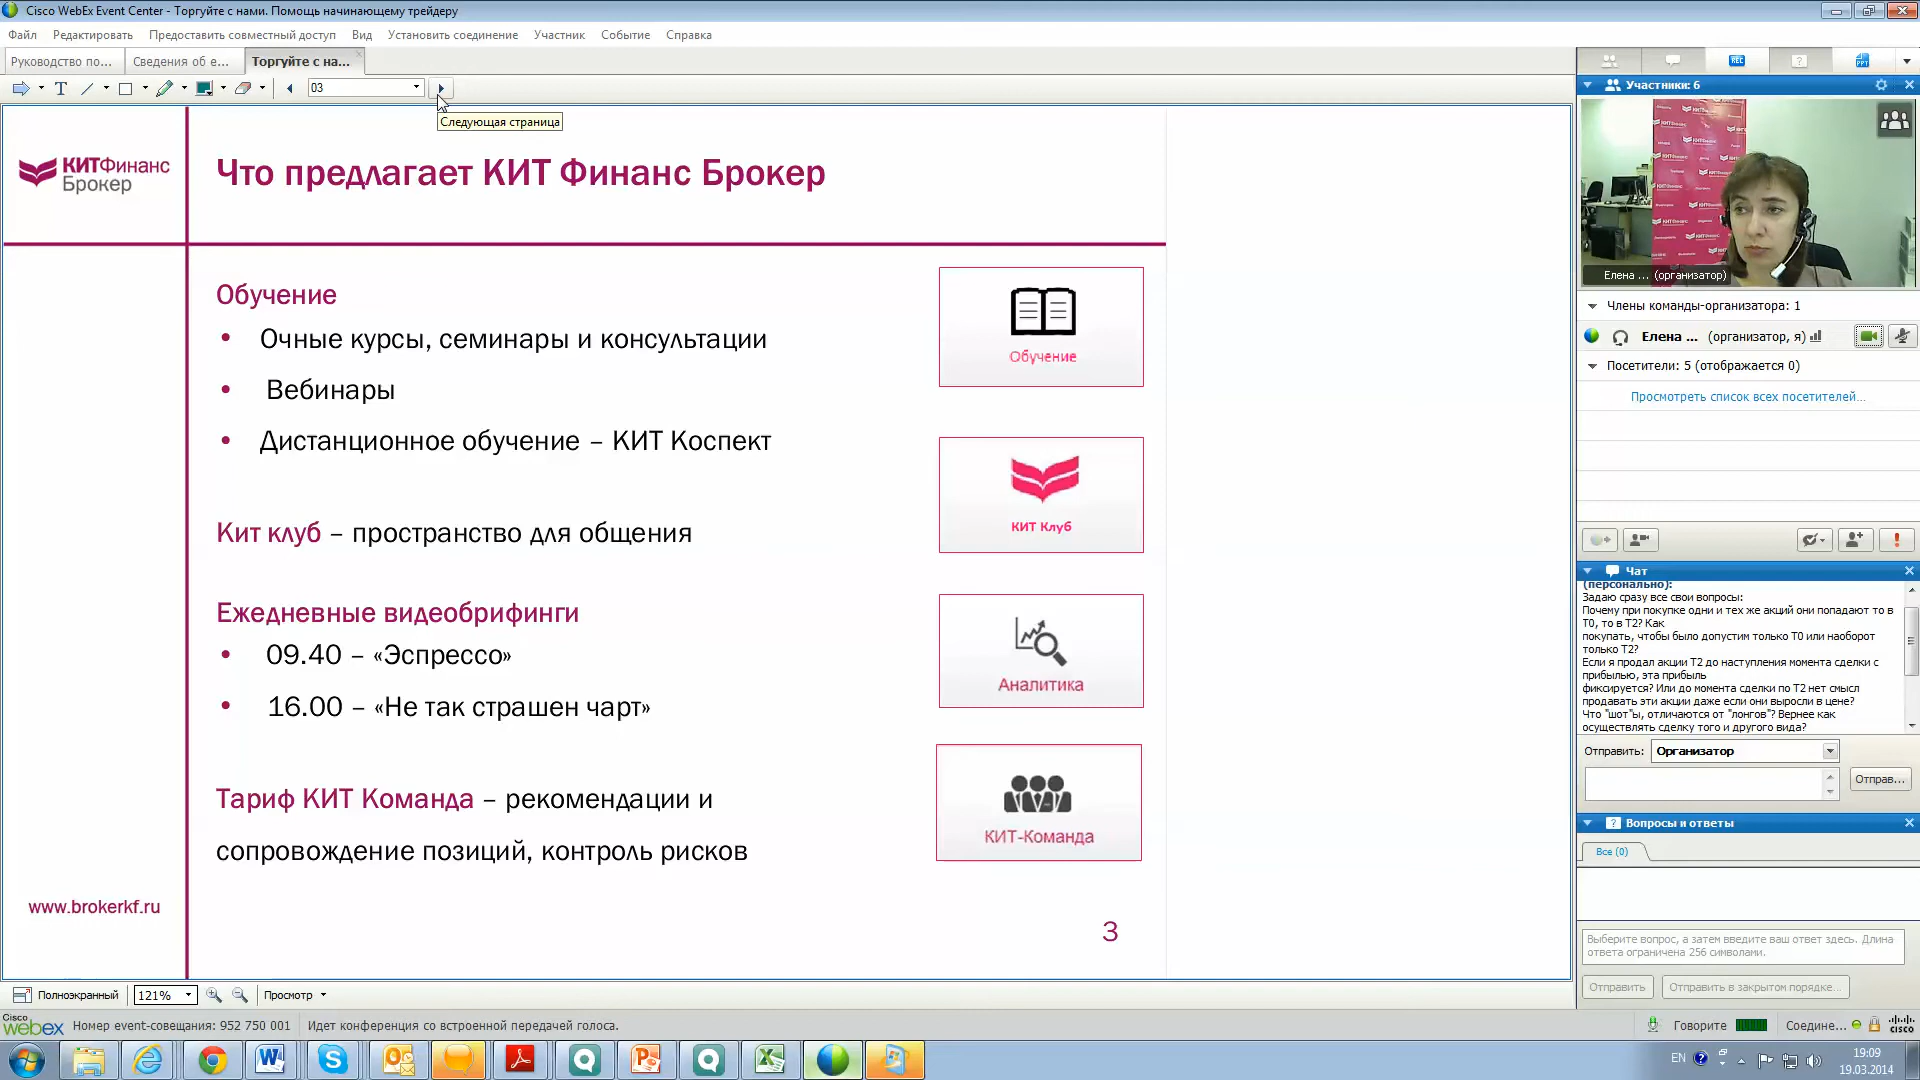 Cisco WebEx Event Center - Торгуйте с нами. Помощь начинающему трейдеру
Файл Редактировать Предоставить совместный доступ Вид Установить соединение Участник Событие Справка
Руководство по... Сведения об е... Торгуйте с на...
03
Следующая страница
КИТФинанс
Брокер
Что предлагает КИТ Финанс Брокер
Обучение
• Очные курсы, семинары и консультации
• Вебинары
• Дистанционное обучение – КИТ Коспект
Кит клуб – пространство для общения
Ежедневные видеобрифинги
• 09.40 – «Эспрессо»
• 16.00 – «Не так страшен чарт»
Тариф КИТ Команда – рекомендации и
сопровождение позиций, контроль рисков
www.brokerkf.ru
Обучение
КИТ Клуб
Аналитика
КИТ-Команда
3
REC
PPT
Участники: 6
Елена ... (организатор)
Члены команды-организатора: 1
Елена ... (организатор, я)
Посетители: 5 (отображается 0)
Просмотреть список всех посетителей...
Чат
(персонально):
Задаю сразу все свои вопросы:
Почему при покупке одни и тех же акций они попадают то в
T0, то в T2? Как
покупать, чтобы было допустим только T0 или наоборот
только T2?
Если я продал акции T2 до наступления момента сделки с
прибылью, эта прибыль
фиксируется? Или до момента сделки по T2 нет смысл
продавать эти акции даже если они выросли в цене?
Что "шот"ы, отличаются от "лонгов"? Вернее как
осуществлять сделку того и другого вида?
Отправить: Организатор
Отправ...
Вопросы и ответы
Все (0)
Выберите вопрос, а затем введите ваш ответ здесь. Длина
ответа ограничена 256 символами.
Отправить Отправить в закрытом порядке...
Полноэкранный 121% Просмотр
Cisco
webex Номер event-совещания: 952 750 001 Идет конференция со встроенной передачей голоса.
Говорите Соедине... CISCO
EN 19:09
19.03.2014